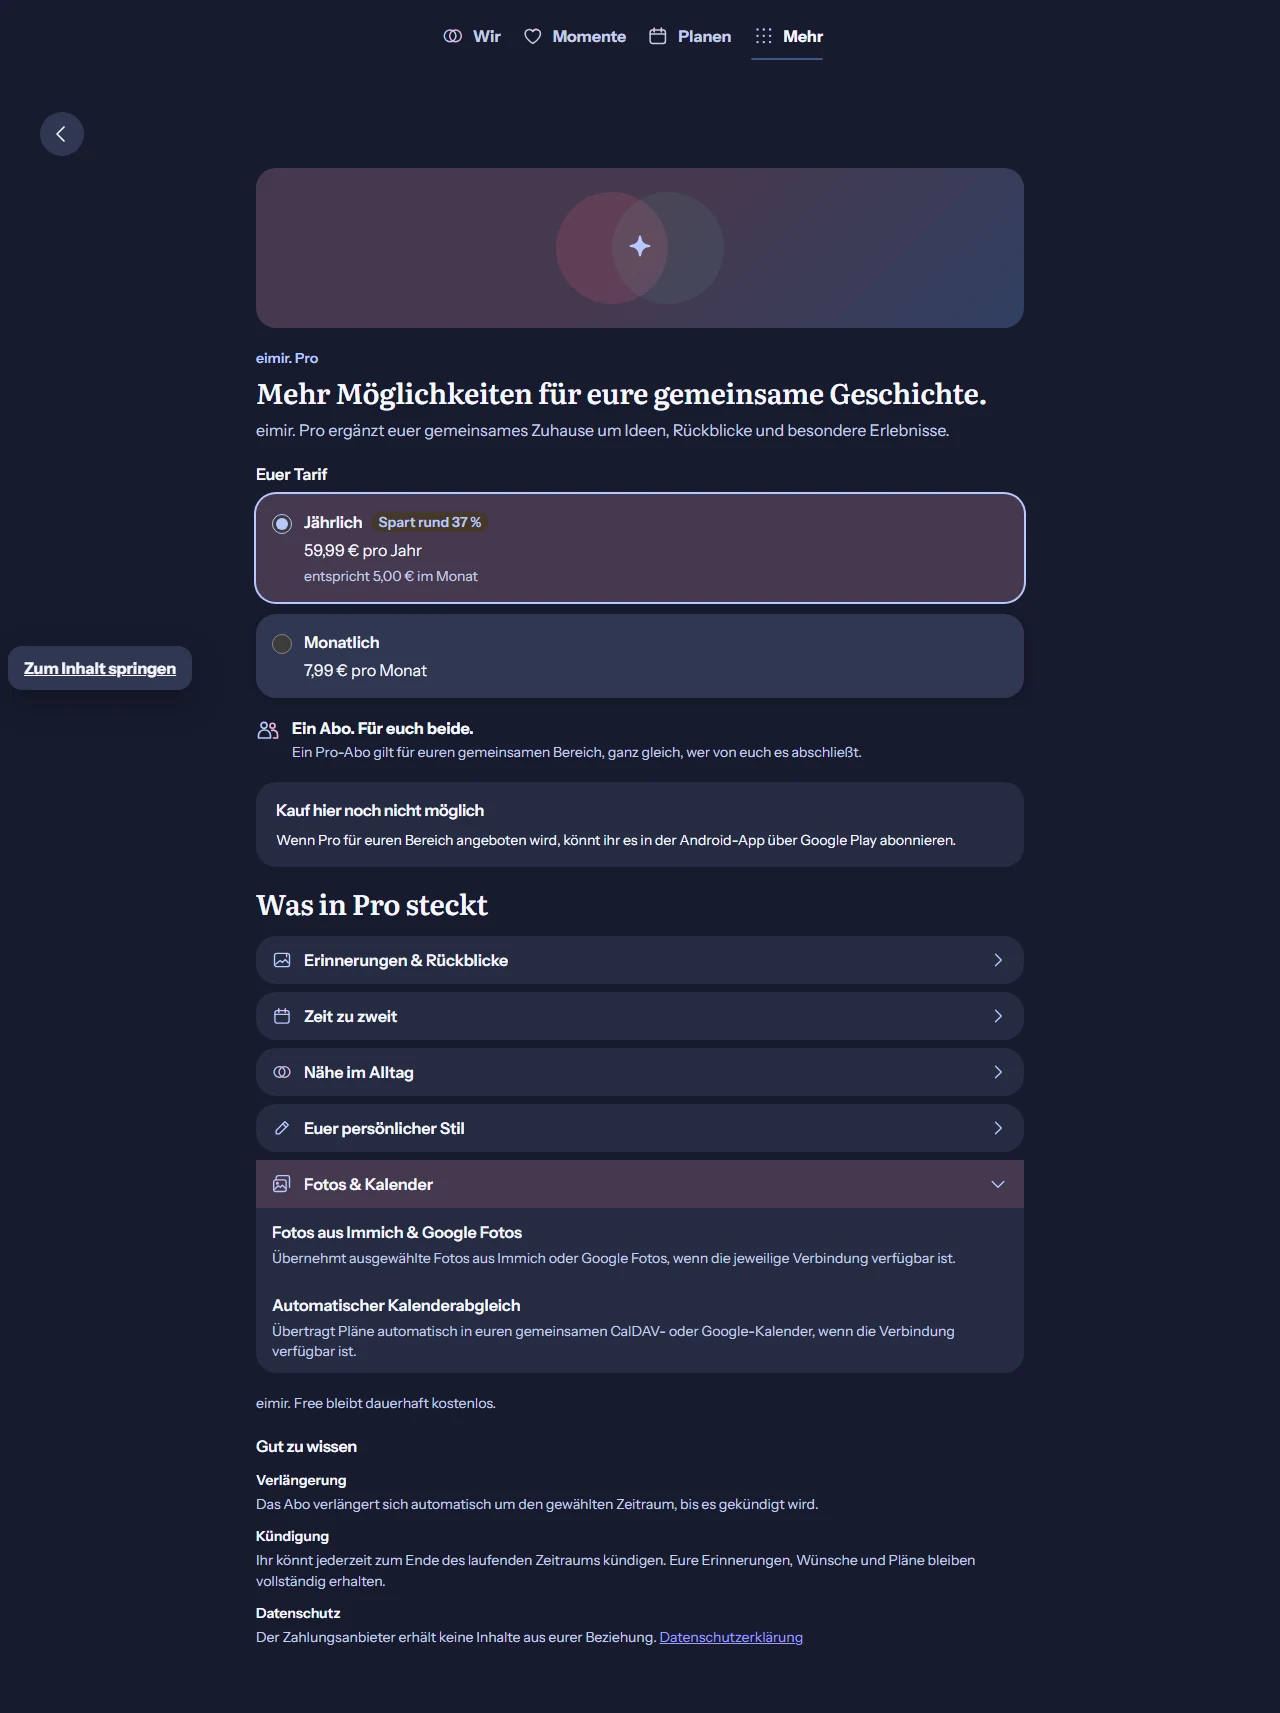 Wir
Momente
Planen
Mehr
eimir. Pro
Mehr Möglichkeiten für eure gemeinsame Geschichte.
eimir. Pro ergänzt euer gemeinsames Zuhause um Ideen, Rückblicke und besondere Erlebnisse.
Euer Tarif
Jährlich Spart rund 37 %
59,99 € pro Jahr
entspricht 5,00 € im Monat
Monatlich
7,99 € pro Monat
Zum Inhalt springen
Ein Abo. Für euch beide.
Ein Pro-Abo gilt für euren gemeinsamen Bereich, ganz gleich, wer von euch es abschließt.
Kauf hier noch nicht möglich
Wenn Pro für euren Bereich angeboten wird, könnt ihr es in der Android-App über Google Play abonnieren.
Was in Pro steckt
Erinnerungen & Rückblicke
Zeit zu zweit
Nähe im Alltag
Euer persönlicher Stil
Fotos & Kalender
Fotos aus Immich & Google Fotos
Übernehmt ausgewählte Fotos aus Immich oder Google Fotos, wenn die jeweilige Verbindung verfügbar ist.
Automatischer Kalenderabgleich
Übertragt Pläne automatisch in euren gemeinsamen CalDAV- oder Google-Kalender, wenn die Verbindung
verfügbar ist.
eimir. Free bleibt dauerhaft kostenlos.
Gut zu wissen
Verlängerung
Das Abo verlängert sich automatisch um den gewählten Zeitraum, bis es gekündigt wird.
Kündigung
Ihr könnt jederzeit zum Ende des laufenden Zeitraums kündigen. Eure Erinnerungen, Wünsche und Pläne bleiben
vollständig erhalten.
Datenschutz
Der Zahlungsanbieter erhält keine Inhalte aus eurer Beziehung. Datenschutzerklärung